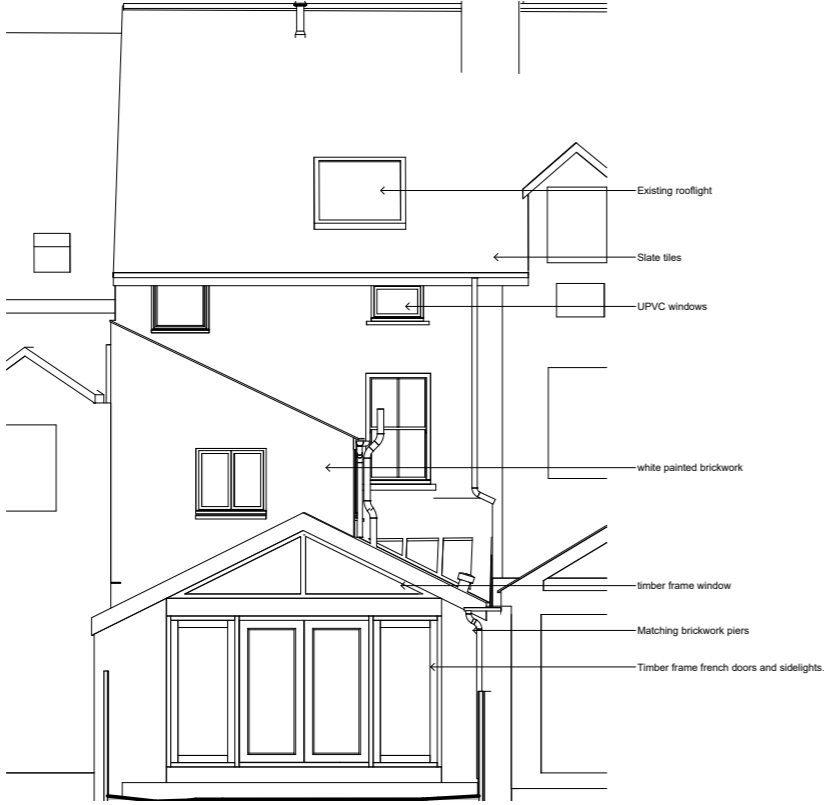 Existing rooflight
Slate tiles
UPVC windows
white painted brickwork
timber frame window
Matching brickwork piers
Timber frame french doors and sidelights.